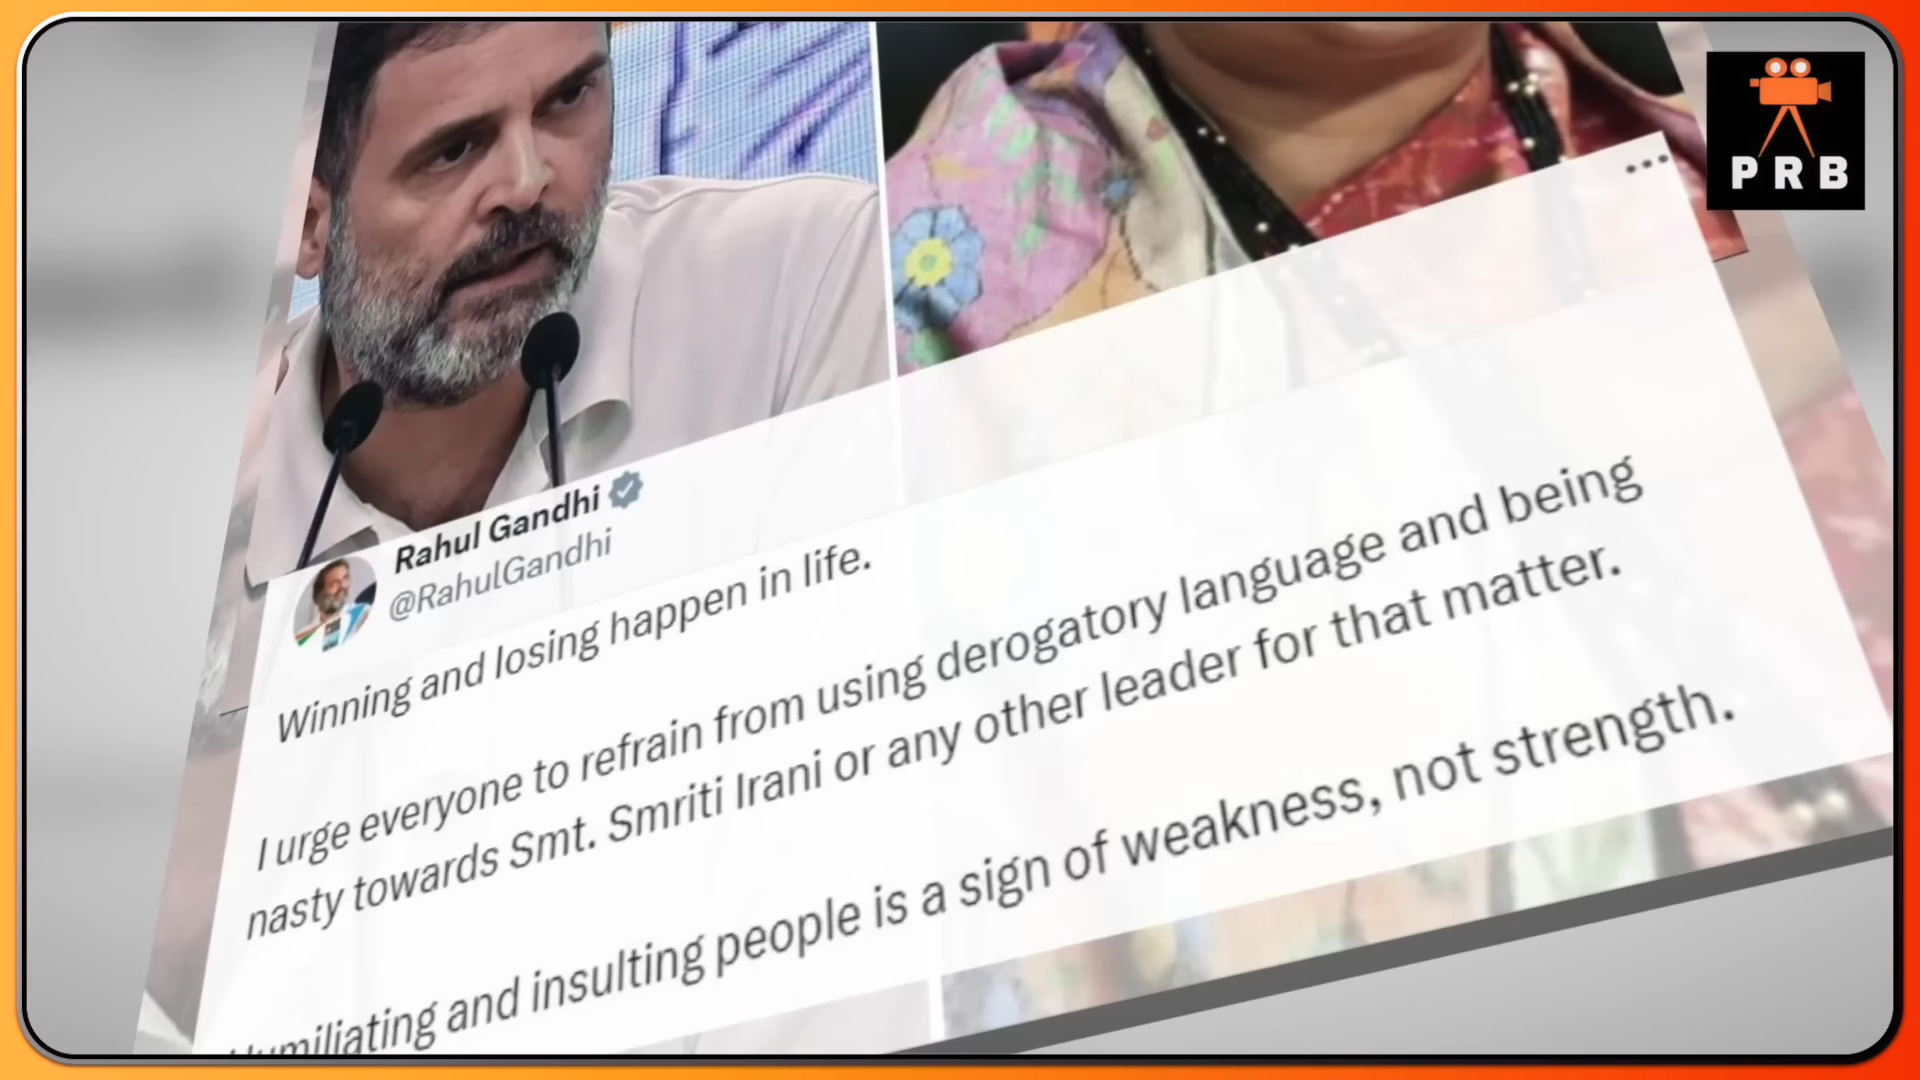 PRB
Rahul Gandhi
@RahulGandhi
Winning and losing happen in life.
I urge everyone to refrain from using derogatory language and being
nasty towards Smt. Smriti Irani or any other leader for that matter.
Humiliating and insulting people is a sign of weakness, not strength.